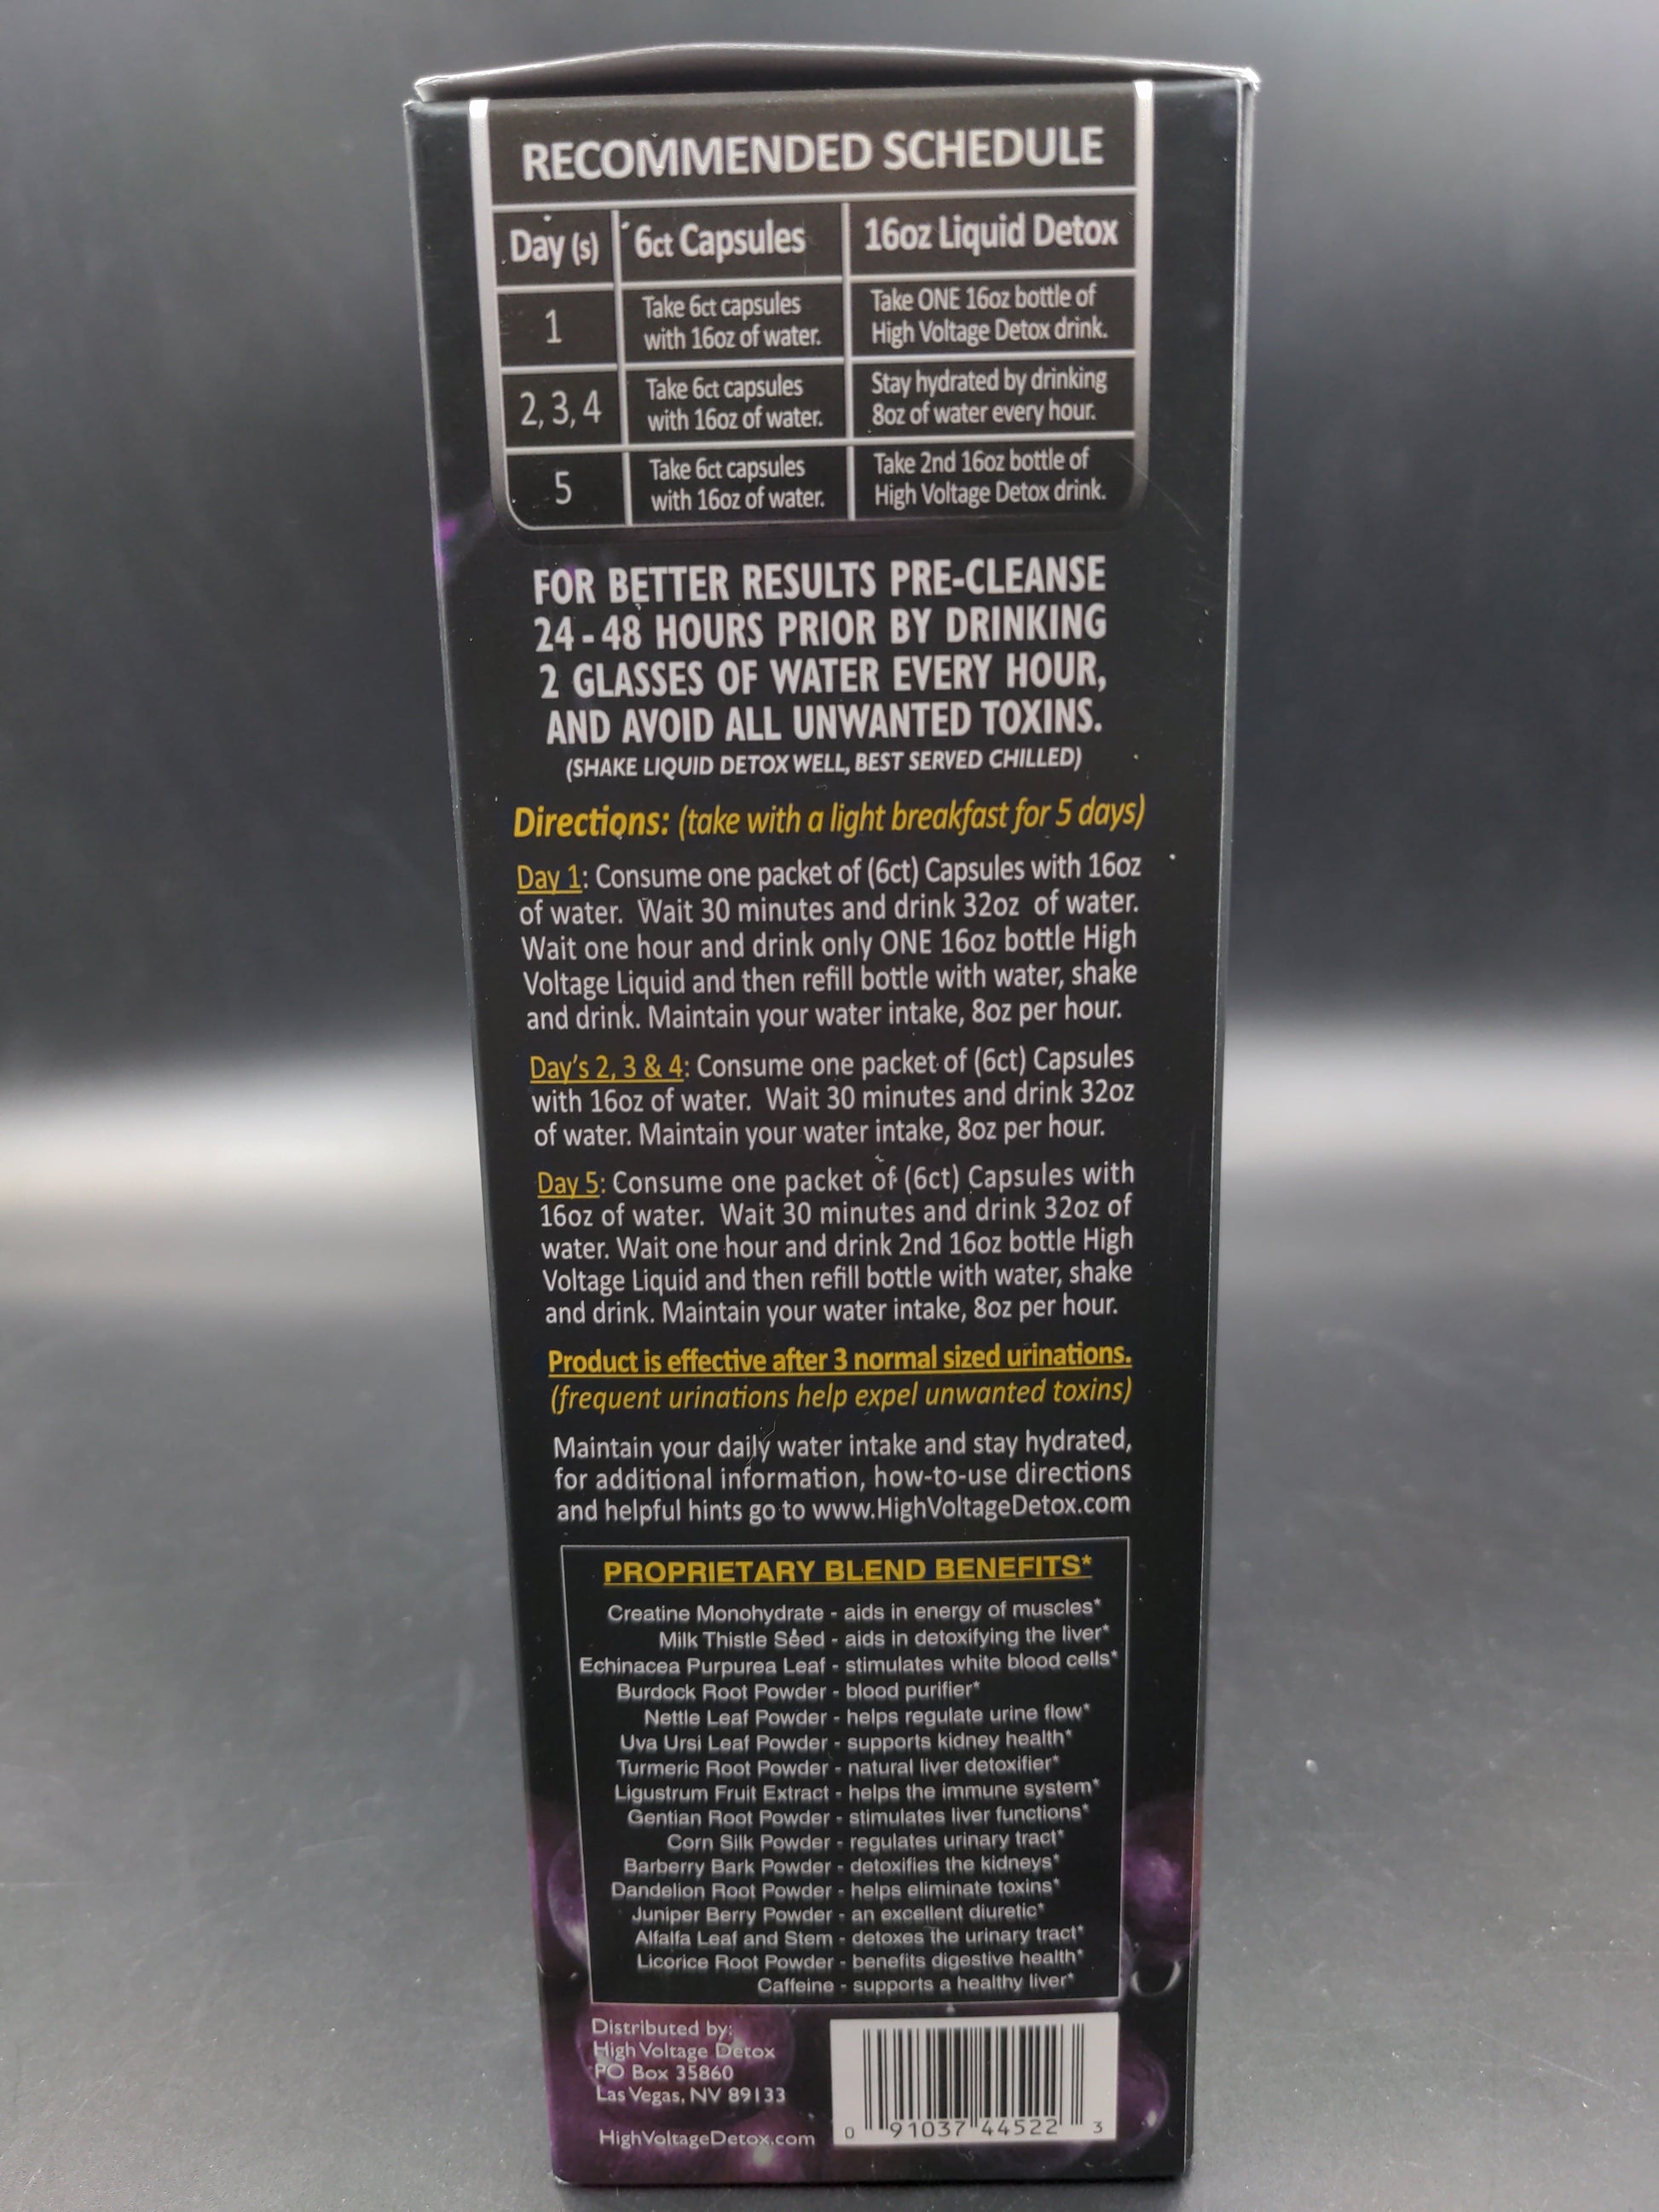 RECOMMENDED SCHEDULE
Day (s) 6ct Capsules 16oz Liquid Detox
1 Take 6ct capsules with 16oz of water. Take ONE 16oz bottle of High Voltage Detox drink.
2, 3, 4 Take 6ct capsules with 16oz of water. Stay hydrated by drinking 8oz of water every hour.
5 Take 6ct capsules with 16oz of water. Take 2nd 16oz bottle of High Voltage Detox drink.
FOR BETTER RESULTS PRE-CLEANSE
24-48 HOURS PRIOR BY DRINKING
2 GLASSES OF WATER EVERY HOUR,
AND AVOID ALL UNWANTED TOXINS.
(SHAKE LIQUID DETOX WELL, BEST SERVED CHILLED)
Directions: (take with a light breakfast for 5 days)
Day 1: Consume one packet of (6ct) Capsules with 16oz
of water. Wait 30 minutes and drink 32oz of water.
Wait one hour and drink only ONE 16oz bottle High
Voltage Liquid and then refill bottle with water, shake
and drink. Maintain your water intake, 8oz per hour.
Day's 2, 3 & 4: Consume one packet of (6ct) Capsules
with 16oz of water. Wait 30 minutes and drink 32oz
of water. Maintain your water intake, 8oz per hour.
Day 5: Consume one packet of (6ct) Capsules with
16oz of water. Wait 30 minutes and drink 32oz of
water. Wait one hour and drink 2nd 16oz bottle High
Voltage Liquid and then refill bottle with water, shake
and drink. Maintain your water intake, 8oz per hour.
Product is effective after 3 normal sized urinations.
(frequent urinations help expel unwanted toxins)
Maintain your daily water intake and stay hydrated,
for additional information, how-to-use directions
and helpful hints go to www.HighVoltageDetox.com
PROPRIETARY BLEND BENEFITS*
Creatine Monohydrate - aids in energy of muscles*
Milk Thistle Seed - aids in detoxifying the liver*
Echinacea Purpurea Leaf - stimulates white blood cells*
Burdock Root Powder - blood purifier*
Nettle Leaf Powder - helps regulate urine flow*
Uva Ursi Leaf Powder - supports kidney health*
Turmeric Root Powder - natural liver detoxifier*
Ligustrum Fruit Extract - helps the immune system*
Gentian Root Powder - stimulates liver functions*
Corn Silk Powder - regulates urinary tract*
Barberry Bark Powder - detoxifies the kidneys*
Dandelion Root Powder - helps eliminate toxins*
Juniper Berry Powder - an excellent diuretic*
Alfalfa Leaf and Stem - detoxes the urinary tract*
Licorice Root Powder - benefits digestive health*
Caffeine - supports a healthy liver*
Distributed by:
High Voltage Detox
PO Box 35860
Las Vegas, NV 89133
HighVoltageDetox.com
0 91037 44522 3